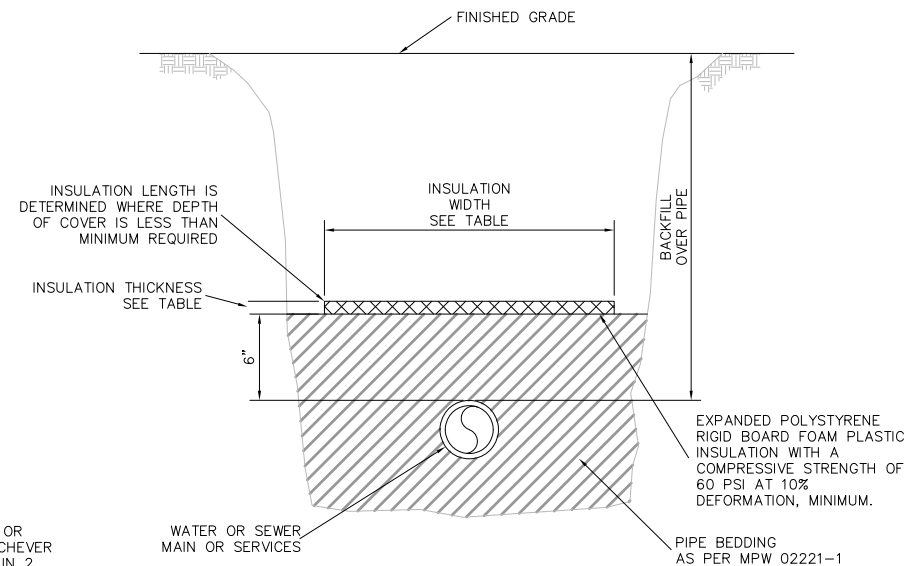 FINISHED GRADE
INSULATION LENGTH IS
DETERMINED WHERE DEPTH
OF COVER IS LESS THAN
MINIMUM REQUIRED
INSULATION
WIDTH
SEE TABLE
BACKFILL
OVER PIPE
INSULATION THICKNESS
SEE TABLE
6"
EXPANDED POLYSTYRENE
RIGID BOARD FOAM PLASTIC
INSULATION WITH A
COMPRESSIVE STRENGTH OF
60 PSI AT 10%
DEFORMATION, MINIMUM.
WATER OR SEWER
MAIN OR SERVICES
PIPE BEDDING
AS PER MPW 02221-1
OR
CHEVER
IN 2